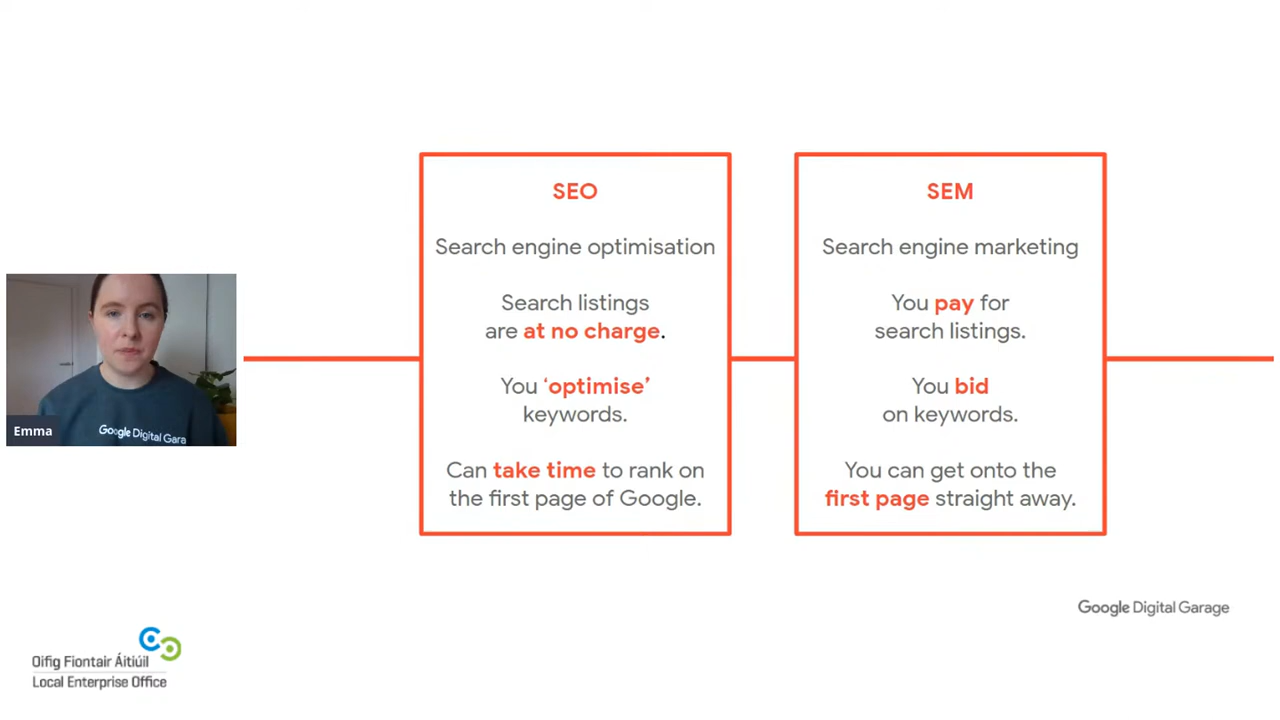 SEO
Search engine optimisation
Search listings
are at no charge.
You ‘optimise’
keywords.
Can take time to rank on
the first page of Google.
SEM
Search engine marketing
You pay for
search listings.
You bid
on keywords.
You can get onto the
first page straight away.
Google Digital Gara
Emma
Google Digital Garage
Oifig Fiontair Áitiúil
Local Enterprise Office